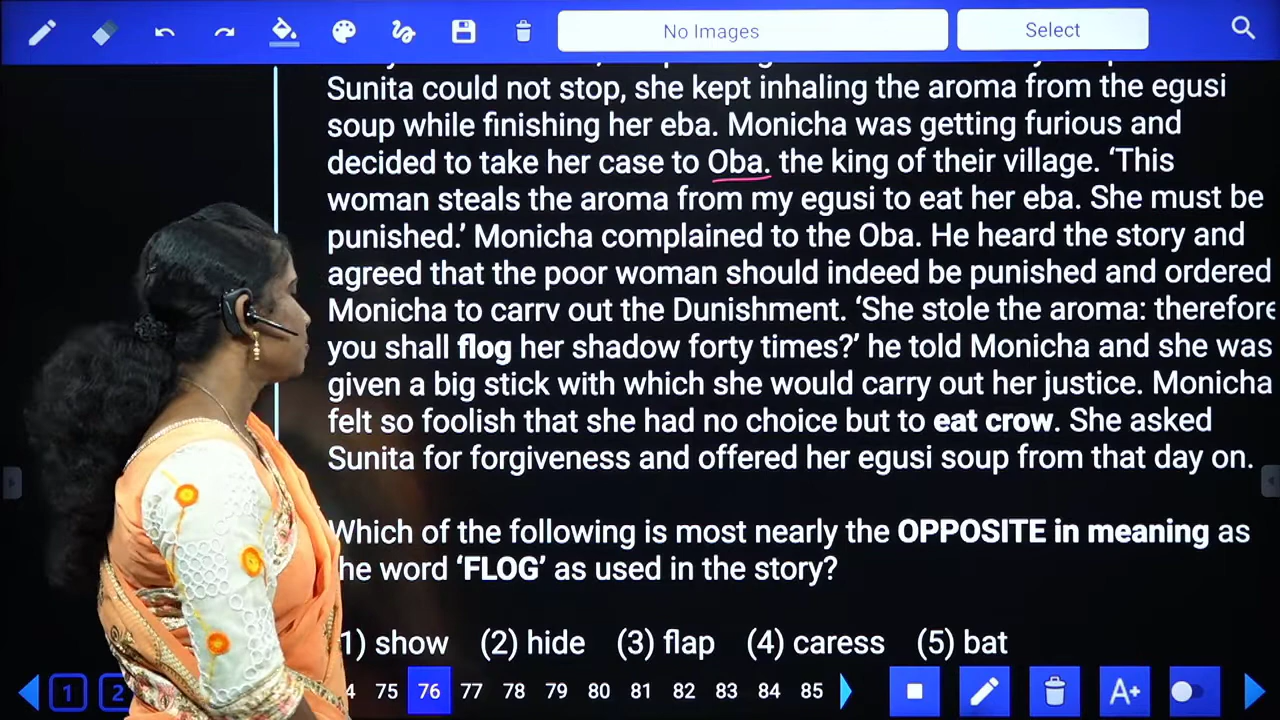 No Images
Select
Sunita could not stop, she kept inhaling the aroma from the egusi
soup while finishing her eba. Monicha was getting furious and
decided to take her case to Oba. the king of their village. ‘This
woman steals the aroma from my egusi to eat her eba. She must be
punished.’ Monicha complained to the Oba. He heard the story and
agreed that the poor woman should indeed be punished and ordered
Monicha to carrv out the Dunishment. ‘She stole the aroma: therefore
you shall flog her shadow forty times?’ he told Monicha and she was
given a big stick with which she would carry out her justice. Monicha
felt so foolish that she had no choice but to eat crow. She asked
Sunita for forgiveness and offered her egusi soup from that day on.
Which of the following is most nearly the OPPOSITE in meaning as
he word ‘FLOG’ as used in the story?
1) show (2) hide (3) flap (4) caress (5) bat
1 2 4 75 76 77 78 79 80 81 82 83 84 85 A+